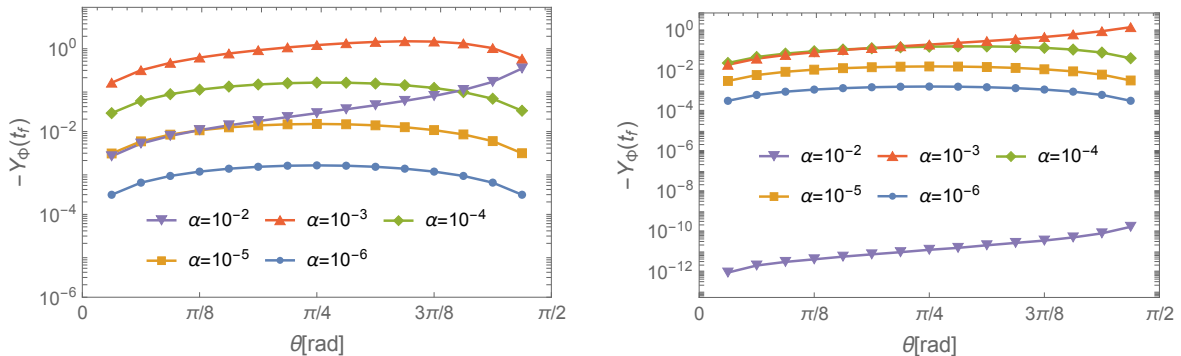 − Y_Φ(t_f)
10⁰
10⁻²
10⁻⁴
10⁻⁶
α=10⁻² α=10⁻³ α=10⁻⁴
α=10⁻⁵ α=10⁻⁶
0 π/8 π/4 3π/8 π/2
θ[rad]
− Y_Φ(t_f)
10⁰
10⁻²
10⁻⁴
10⁻⁶
10⁻⁸
10⁻¹⁰
10⁻¹²
α=10⁻² α=10⁻³ α=10⁻⁴
α=10⁻⁵ α=10⁻⁶
0 π/8 π/4 3π/8 π/2
θ[rad]